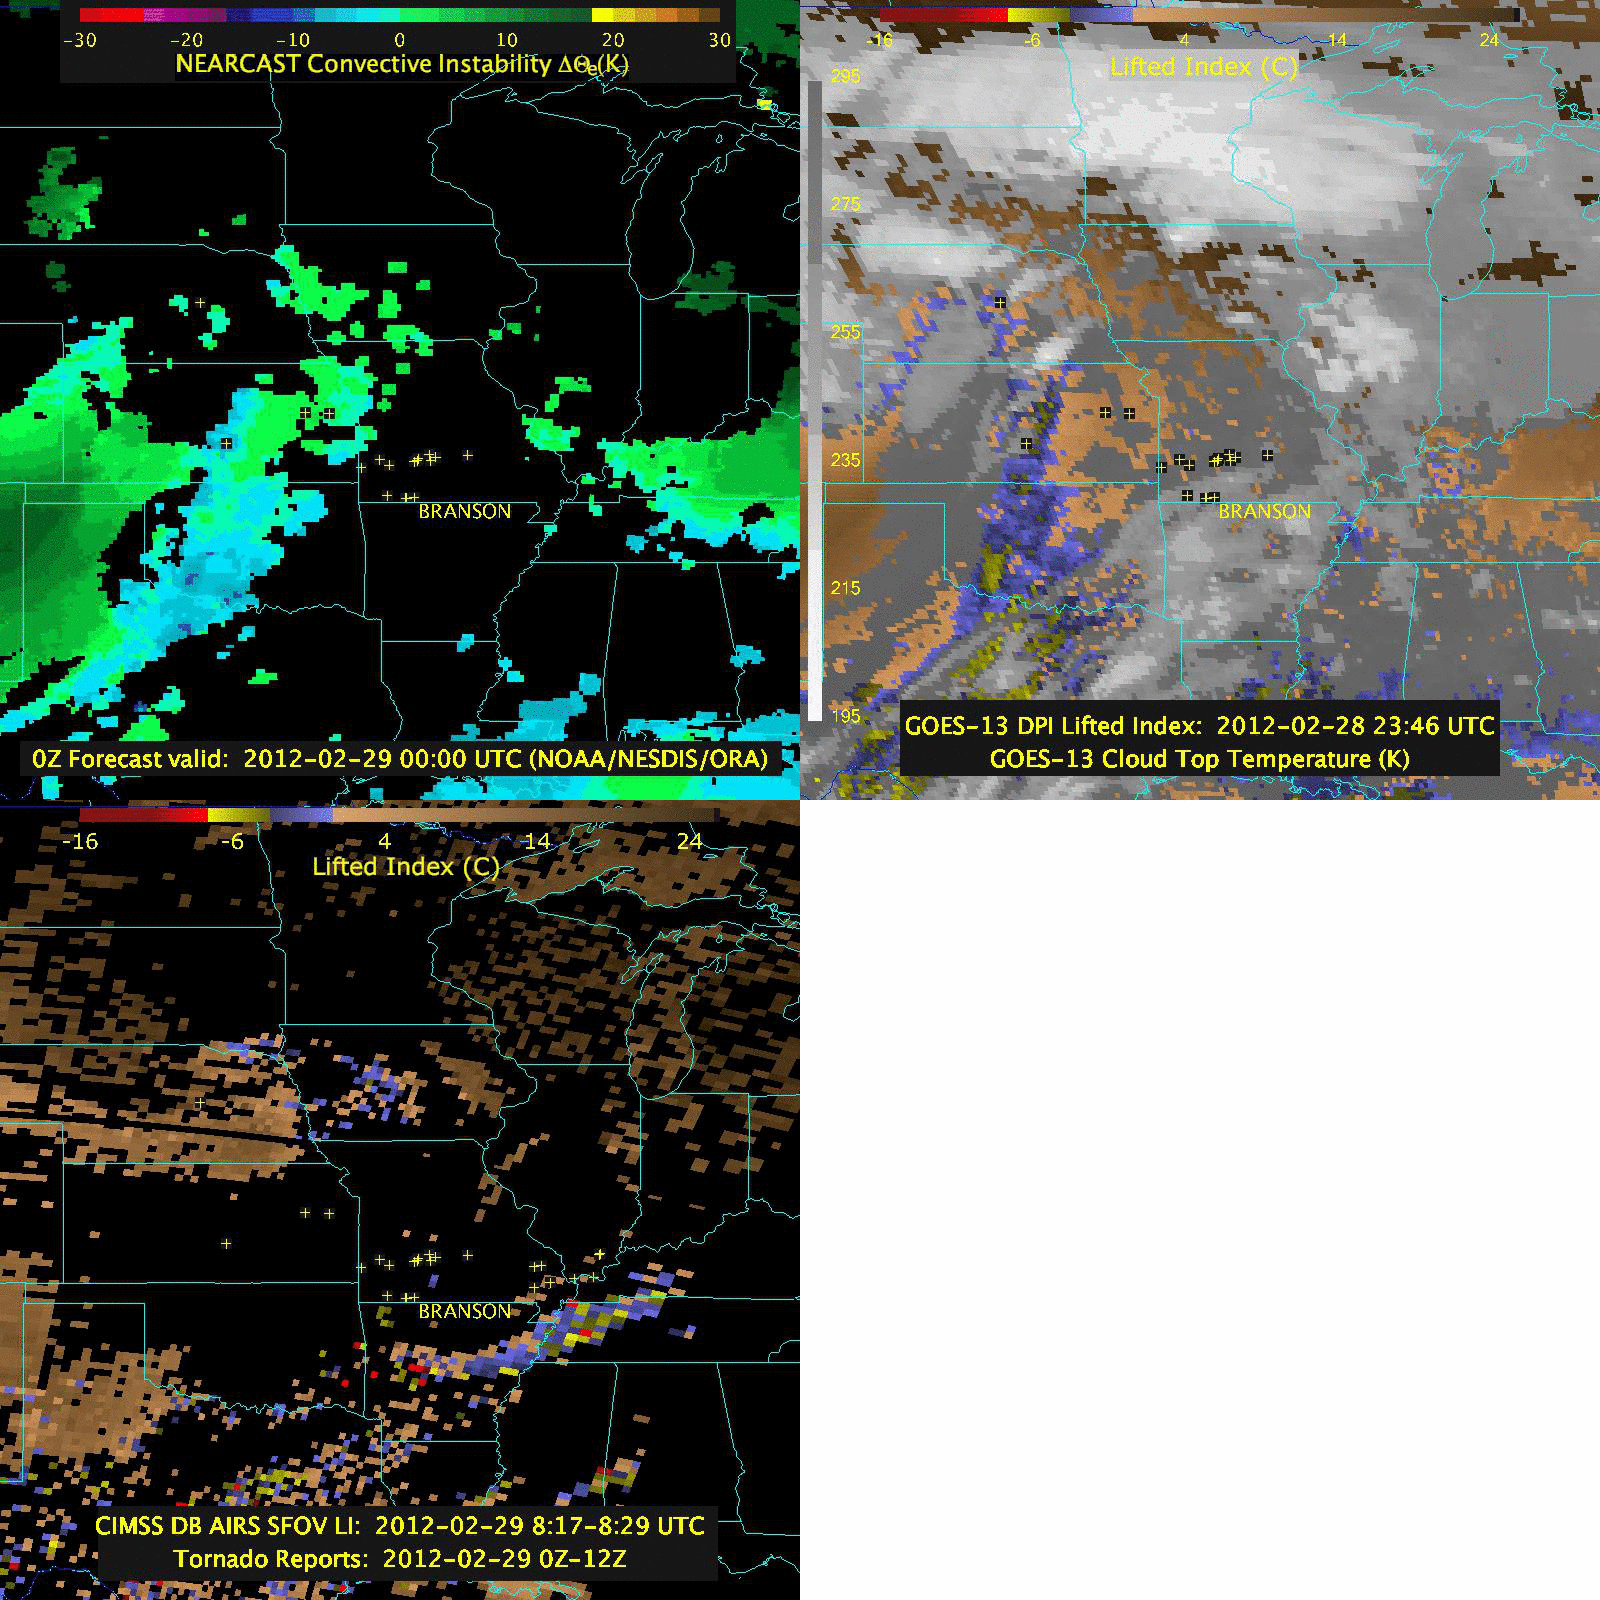 -30 -20 -10 0 10 20 30
NEARCAST Convective Instability ΔΘe(K)
BRANSON
0Z Forecast valid: 2012-02-29 00:00 UTC (NOAA/NESDIS/ORA)
-16 -6 4 14 24
Lifted Index (C)
295
275
255
235
215
195
BRANSON
GOES-13 DPI Lifted Index: 2012-02-28 23:46 UTC
GOES-13 Cloud Top Temperature (K)
-16 -6 4 14 24
Lifted Index (C)
BRANSON
CIMSS DB AIRS SFOV LI: 2012-02-29 8:17-8:29 UTC
Tornado Reports: 2012-02-29 0Z-12Z